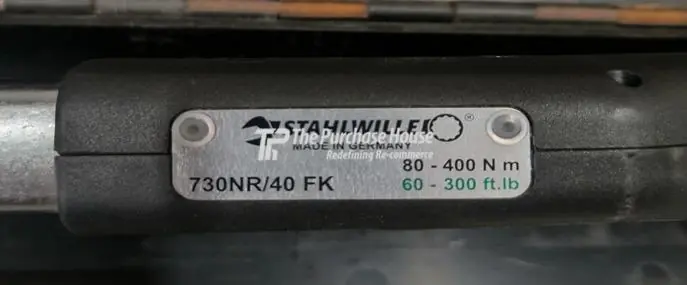 STAHLWILLE ®
MADE IN GERMANY
TP The Purchase House
Redefining Re-commerce
730NR/40 FK
80 - 400 N m
60 - 300 ft.lb